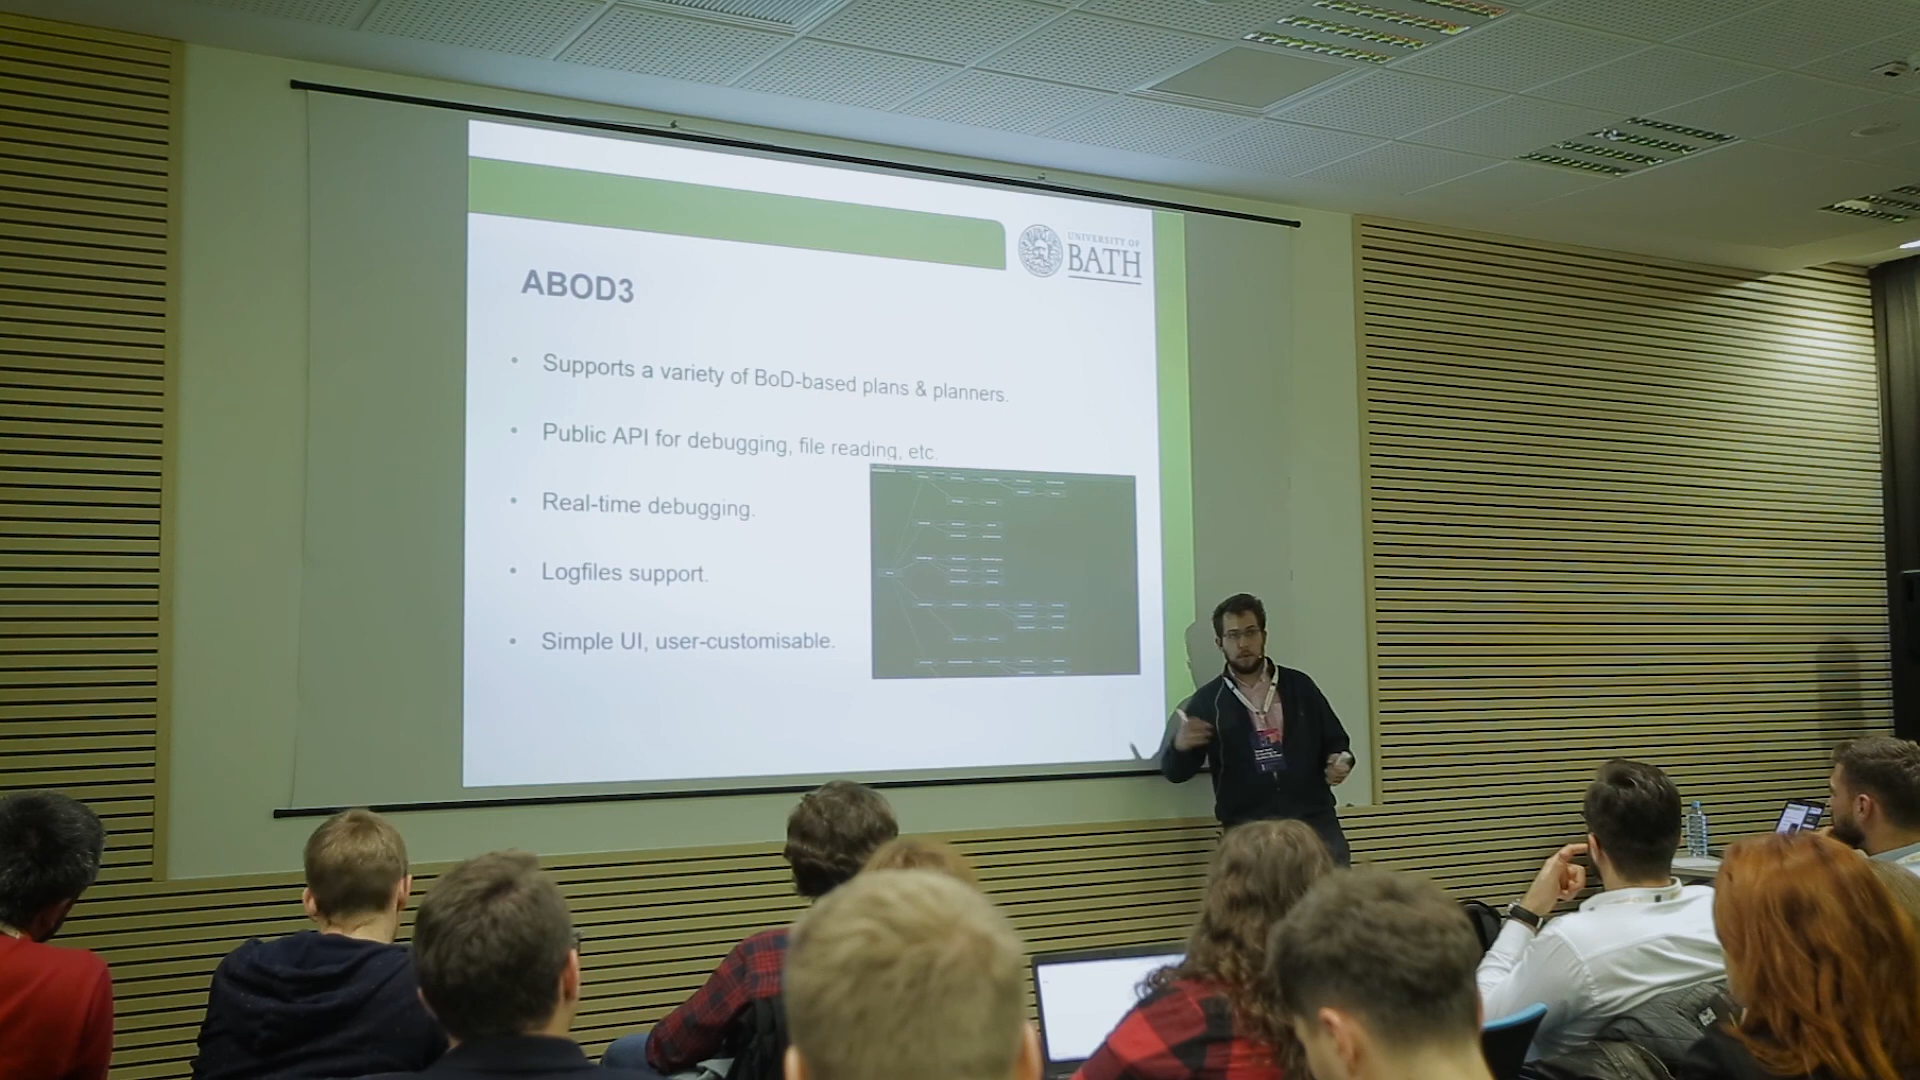 UNIVERSITY OF
BATH
ABOD3
• Supports a variety of BoD-based plans & planners.
• Public API for debugging, file reading, etc.
• Real-time debugging.
• Logfiles support.
• Simple UI, user-customisable.